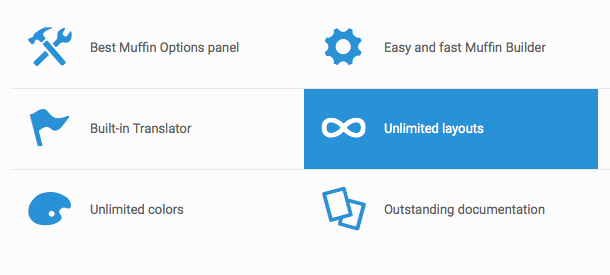 Best Muffin Options panel
Easy and fast Muffin Builder
Built-in Translator
Unlimited layouts
Unlimited colors
Outstanding documentation